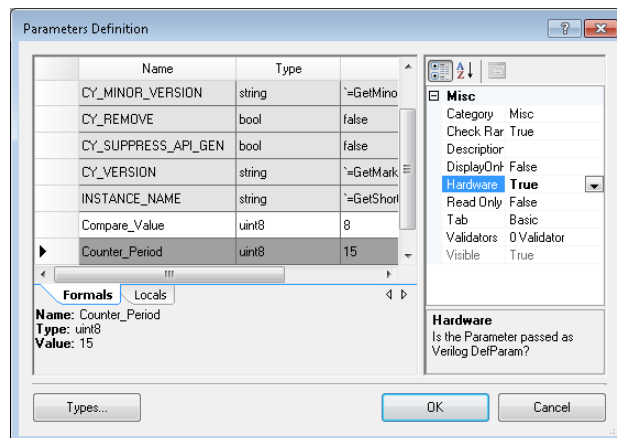 Parameters Definition
Name Type
CY_MINOR_VERSION string `=GetMino
CY_REMOVE bool false
CY_SUPPRESS_API_GEN bool false
CY_VERSION string `=GetMark
INSTANCE_NAME string `=GetShort
Compare_Value uint8 8
Counter_Period uint8 15
Formals Locals
Name: Counter_Period
Type: uint8
Value: 15
Misc
Category Misc
Check Rar True
Descriptior
DisplayOnl False
Hardware True
Read Only False
Tab Basic
Validators 0 Validator
Visible True
Hardware
Is the Parameter passed as
Verilog DefParam?
Types...
OK
Cancel